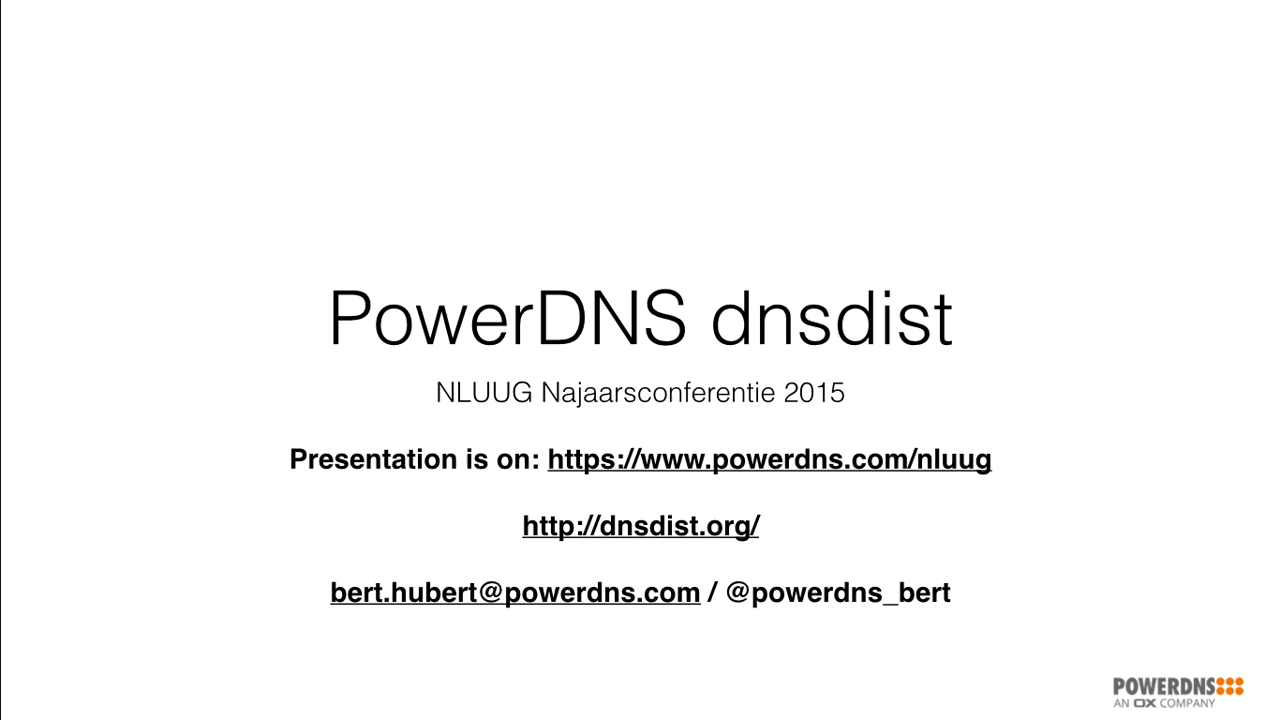 PowerDNS dnsdist
NLUUG Najaarsconferentie 2015
Presentation is on: https://www.powerdns.com/nluug
http://dnsdist.org/
bert.hubert@powerdns.com / @powerdns_bert
POWERDNS
AN OX COMPANY